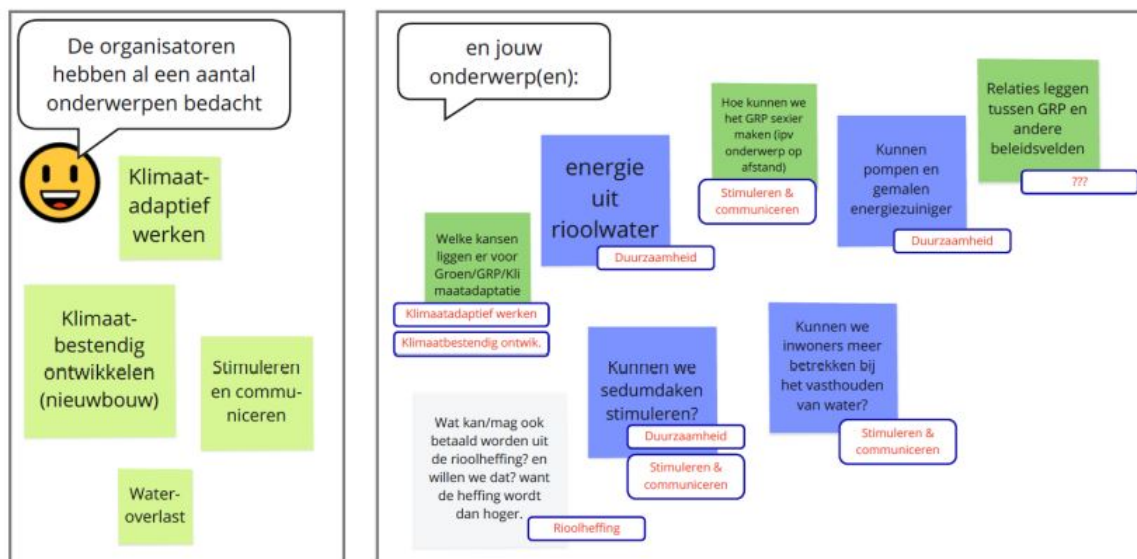 De organisatoren
hebben al een aantal
onderwerpen bedacht
Klimaat-
adaptief
werken
Klimaat-
bestendig
ontwikkelen
(nieuwbouw)
Stimuleren
en commu-
niceren
Water-
overlast
en jouw
onderwerp(en):
Welke kansen
liggen er voor
Groen/GRP/Kli
maatadaptatie
Klimaatadaptief werken
Klimaatbestendig ontwik.
energie
uit
rioolwater
Duurzaamheid
Hoe kunnen we
het GRP sexier
maken (ipv
onderwerp op
afstand)
Stimuleren &
communiceren
Kunnen
pompen en
gemalen
energiezuiniger
Duurzaamheid
Relaties leggen
tussen GRP en
andere
beleidsvelden
???
Wat kan/mag ook
betaald worden uit
de rioolheffing? en
willen we dat? want
de heffing wordt
dan hoger.
Rioolheffing
Kunnen we
sedumdaken
stimuleren?
Duurzaamheid
Stimuleren &
communiceren
Kunnen we
inwoners meer
betrekken bij
het vasthouden
van water?
Stimuleren &
communiceren